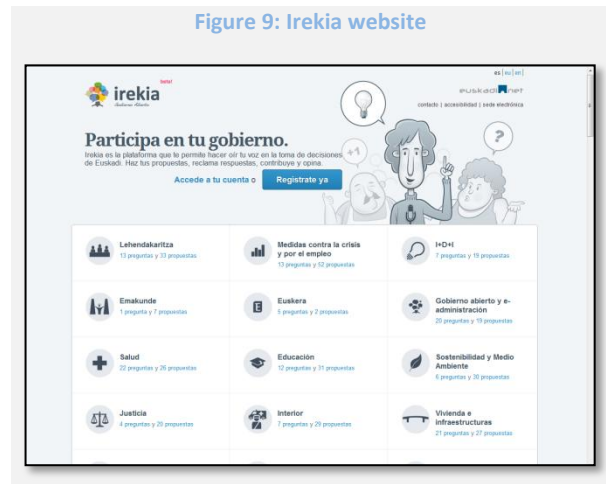 Figure 9: Irekia website
es | eu | en |
beta!
irekia
euskadi.net
contacto | accesibilidad | sede electrónica
Participa en tu gobierno.
Irekia es la plataforma que te permite hacer oír tu voz en la toma de decisiones
de Euskadi. Haz tus propuestas, reclama respuestas, contribuye y opina.
+1
?
Accede a tu cuenta o Regístrate ya
Lehendakaritza
13 preguntas y 33 propuestas
Medidas contra la crisis
y por el empleo
13 preguntas y 52 propuestas
I+D+I
7 preguntas y 15 propuestas
Emakunde
1 pregunta y 7 propuestas
E
Euskera
5 preguntas y 2 propuestas
Gobierno abierto y e-
administración
20 preguntas y 19 propuestas
Salud
22 preguntas y 26 propuestas
Educación
12 preguntas y 31 propuestas
Sostenibilidad y Medio
Ambiente
6 preguntas y 30 propuestas
Justicia
4 preguntas y 20 propuestas
Interior
7 preguntas y 29 propuestas
Vivienda e
infraestructuras
21 preguntas y 27 propuestas